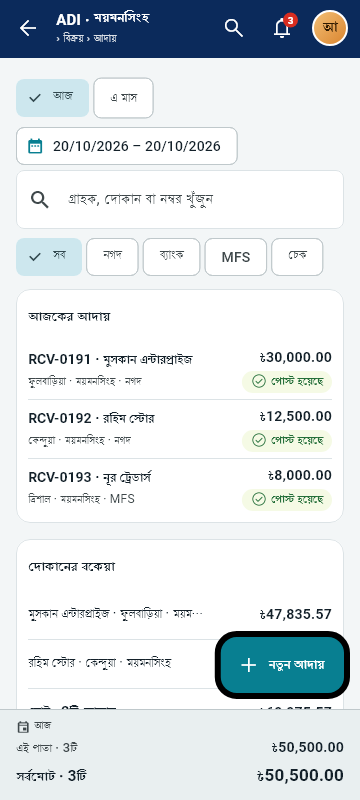 ADI · ময়মনসিংহ
› বিক্রয় › আদায়
3
আ
আজ
এ মাস
20/10/2026 – 20/10/2026
গ্রাহক, দোকান বা নম্বর খুঁজুন
সব
নগদ
ব্যাংক
MFS
চেক
আজকের আদায়
RCV-0191 · মুসকান এন্টারপ্রাইজ
৳30,000.00
ফুলবাড়িয়া · ময়মনসিংহ · নগদ
পোস্ট হয়েছে
RCV-0192 · রহিম স্টোর
৳12,500.00
কেন্দুয়া · ময়মনসিংহ · নগদ
পোস্ট হয়েছে
RCV-0193 · নূর ট্রেডার্স
৳8,000.00
ত্রিশাল · ময়মনসিংহ · MFS
পোস্ট হয়েছে
দোকানের বকেয়া
মুসকান এন্টারপ্রাইজ · ফুলবাড়িয়া · ময়ম…
৳47,835.57
রহিম স্টোর · কেন্দুয়া · ময়মনসিংহ
নতুন আদায়
আজ
এই পাতা · 3টি
৳50,500.00
সর্বমোট · 3টি
৳50,500.00